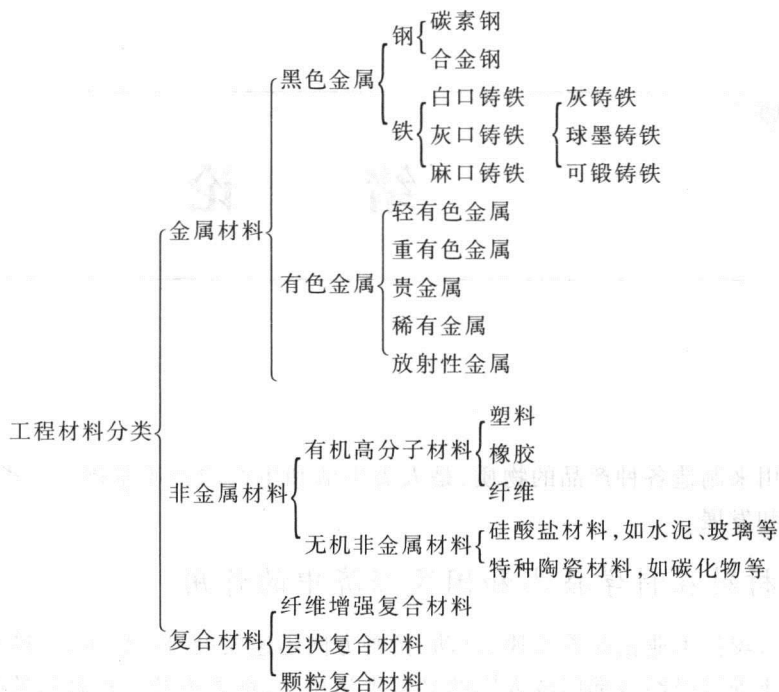 钢
碳素钢
合金钢
黑色金属
白口铸铁 灰铸铁
铁 灰口铸铁 球墨铸铁
麻口铸铁 可锻铸铁
金属材料
轻有色金属
重有色金属
有色金属 贵金属
稀有金属
放射性金属
工程材料分类
塑料
有机高分子材料 橡胶
纤维
非金属材料
硅酸盐材料,如水泥、玻璃等
无机非金属材料
特种陶瓷材料,如碳化物等
纤维增强复合材料
复合材料 层状复合材料
颗粒复合材料
绪 论